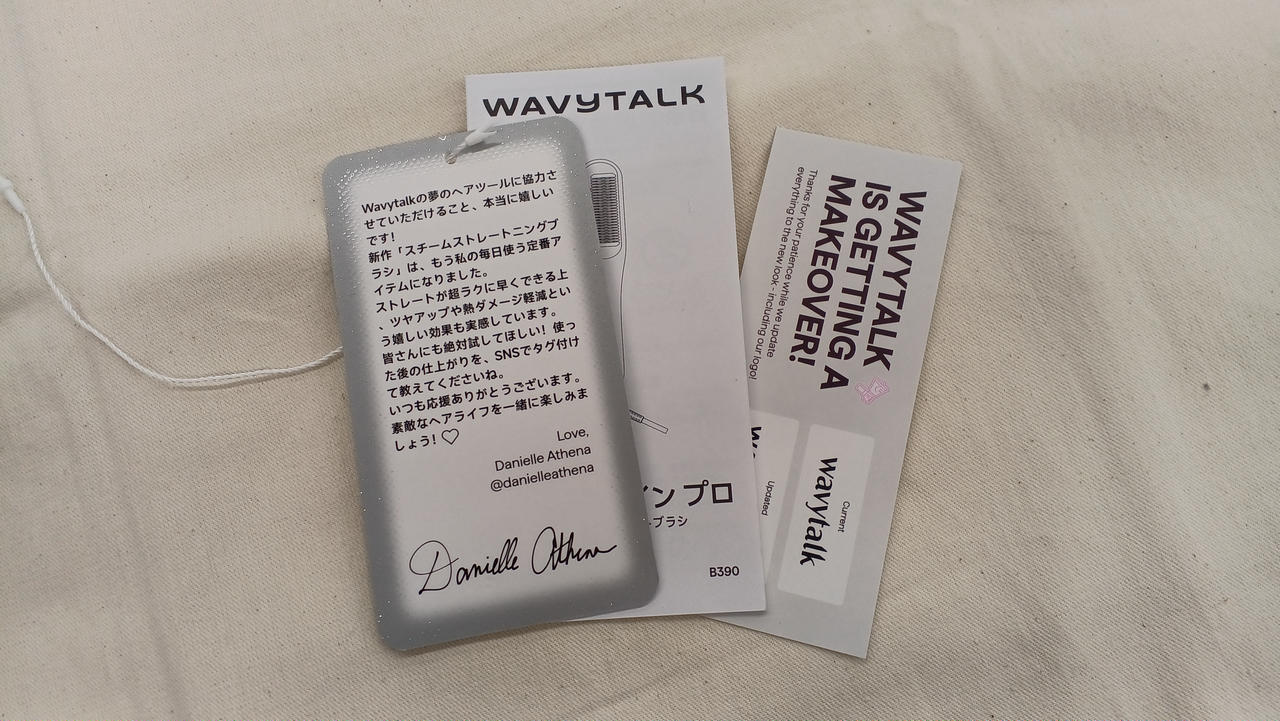 Wavytalkの夢のヘアツールに協力さ
せていただけること、本当に嬉しい
です!
新作「スチームストレートニングブ
ラシ」は、もう私の毎日使う定番ア
イテムになりました。
ストレートが超ラクに早くできる上
、ツヤアップや熱ダメージ軽減とい
う嬉しい効果も実感しています。
皆さんにも絶対試してほしい! 使っ
た後の仕上がりを、SNSでタグ付け
て教えてくださいね。
いつも応援ありがとうございます。
素敵なヘアライフを一緒に楽しみま
しょう! ♡
Love,
Danielle Athena
@danielleathena
Danielle Athena
WAVYTALK
イン プロ
ーブラシ
B390
WAVYTALK
IS GETTING A
MAKEOVER!
Thanks for your patience while we update
everything to the new look - including our logo!
Current
wavytalk
Updated